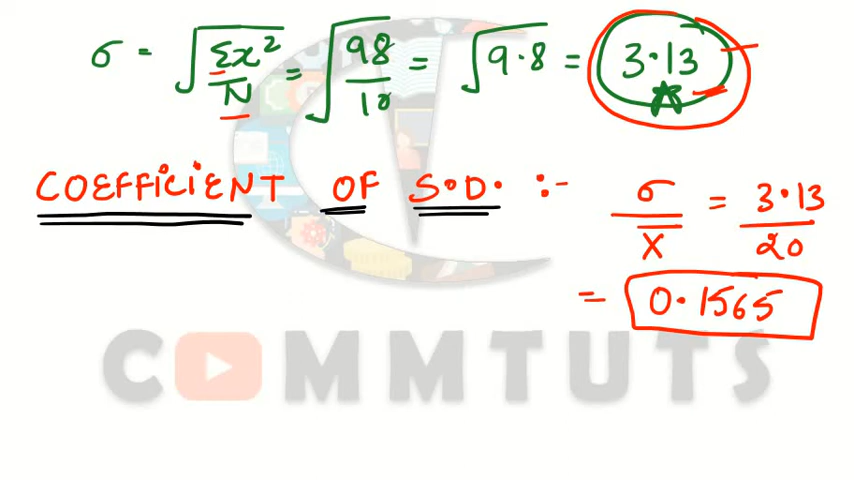 σ = √Σx²/N = √98/10 = √9.8 = 3.13
COEFFICIENT OF S.D. :- σ/X̄ = 3.13/20
= 0.1565
COMMTUTS